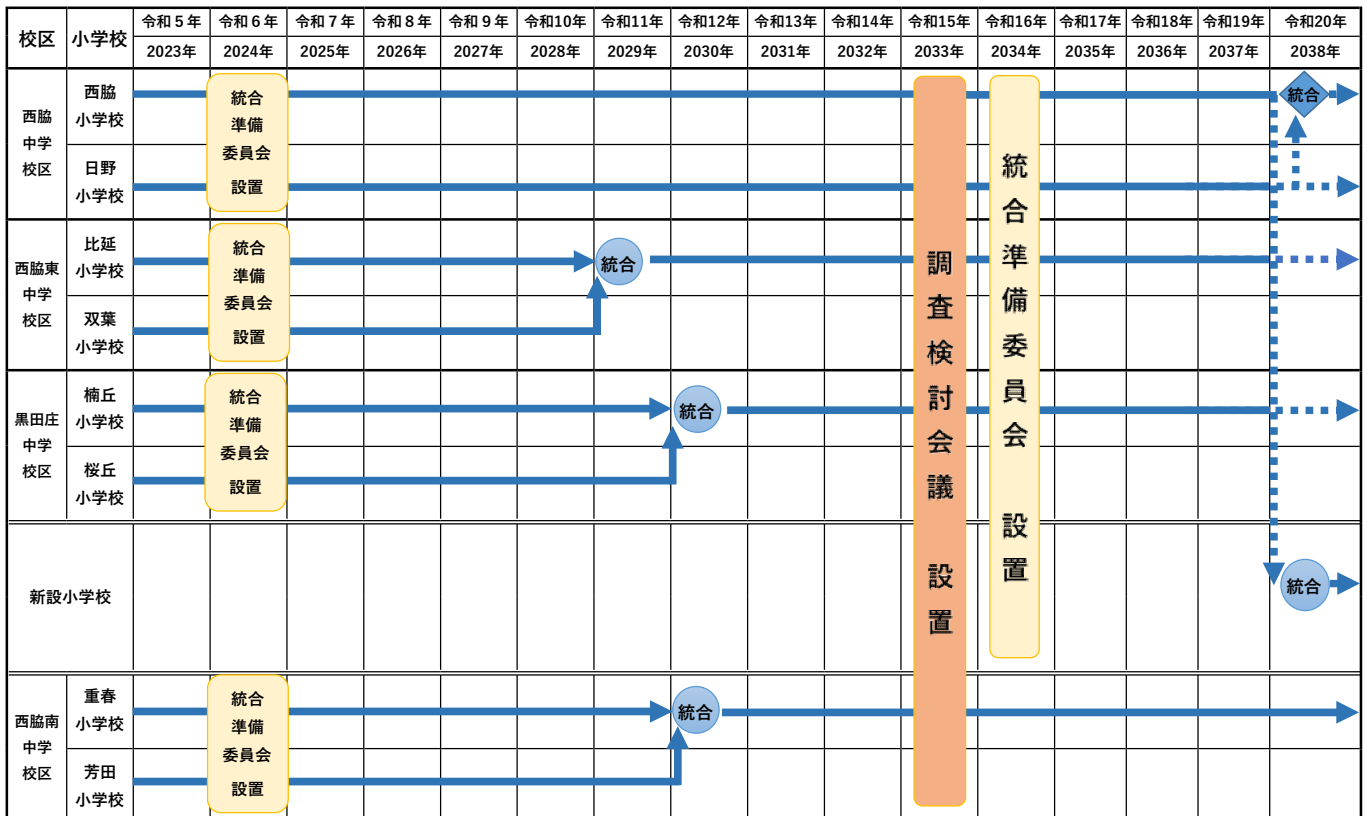 校区 小学校 令和５年 令和６年 令和７年 令和８年 令和９年 令和10年 令和11年 令和12年 令和13年 令和14年 令和15年 令和16年 令和17年 令和18年 令和19年 令和20年
2023年 2024年 2025年 2026年 2027年 2028年 2029年 2030年 2031年 2032年 2033年 2034年 2035年 2036年 2037年 2038年
西脇
中学
校区
西脇
小学校
日野
小学校
統合
準備
委員会
設置
統合
西脇東
中学
校区
比延
小学校
双葉
小学校
統合
準備
委員会
設置
統合
黒田庄
中学
校区
楠丘
小学校
桜丘
小学校
統合
準備
委員会
設置
統合
調査検討会議　設置
統合準備委員会　設置
新設小学校
統合
西脇南
中学
校区
重春
小学校
芳田
小学校
統合
準備
委員会
設置
統合